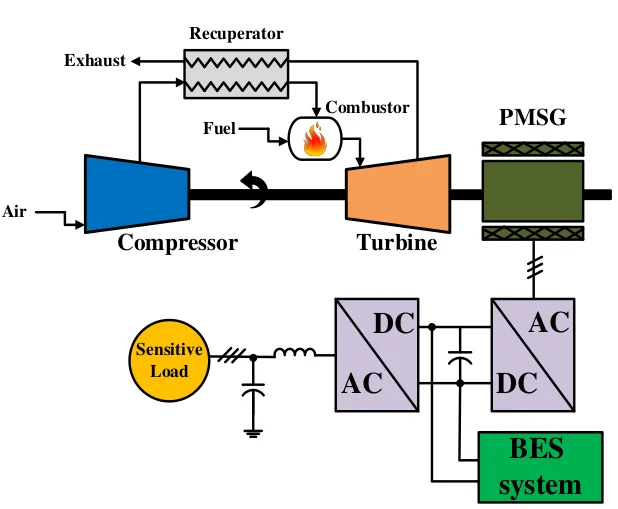 Recuperator
Exhaust
Combustor
PMSG
Fuel
Air
Compressor
Turbine
DC
AC
AC
DC
Sensitive
Load
BES
system